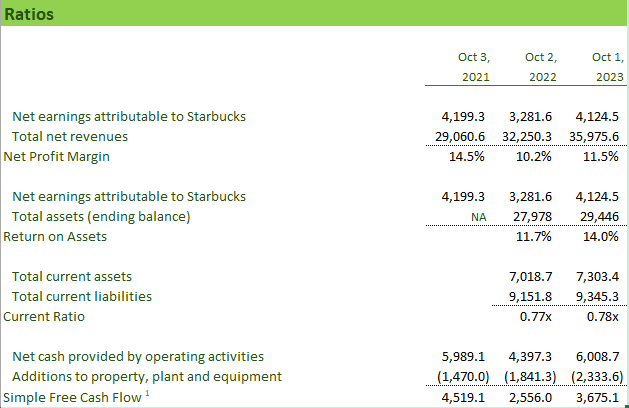 Ratios
Oct 3, Oct 2, Oct 1,
2021 2022 2023
Net earnings attributable to Starbucks 4,199.3 3,281.6 4,124.5
Total net revenues 29,060.6 32,250.3 35,975.6
Net Profit Margin 14.5% 10.2% 11.5%
Net earnings attributable to Starbucks 4,199.3 3,281.6 4,124.5
Total assets (ending balance) NA 27,978 29,446
Return on Assets 11.7% 14.0%
Total current assets 7,018.7 7,303.4
Total current liabilities 9,151.8 9,345.3
Current Ratio 0.77x 0.78x
Net cash provided by operating activities 5,989.1 4,397.3 6,008.7
Additions to property, plant and equipment (1,470.0) (1,841.3) (2,333.6)
Simple Free Cash Flow 1 4,519.1 2,556.0 3,675.1